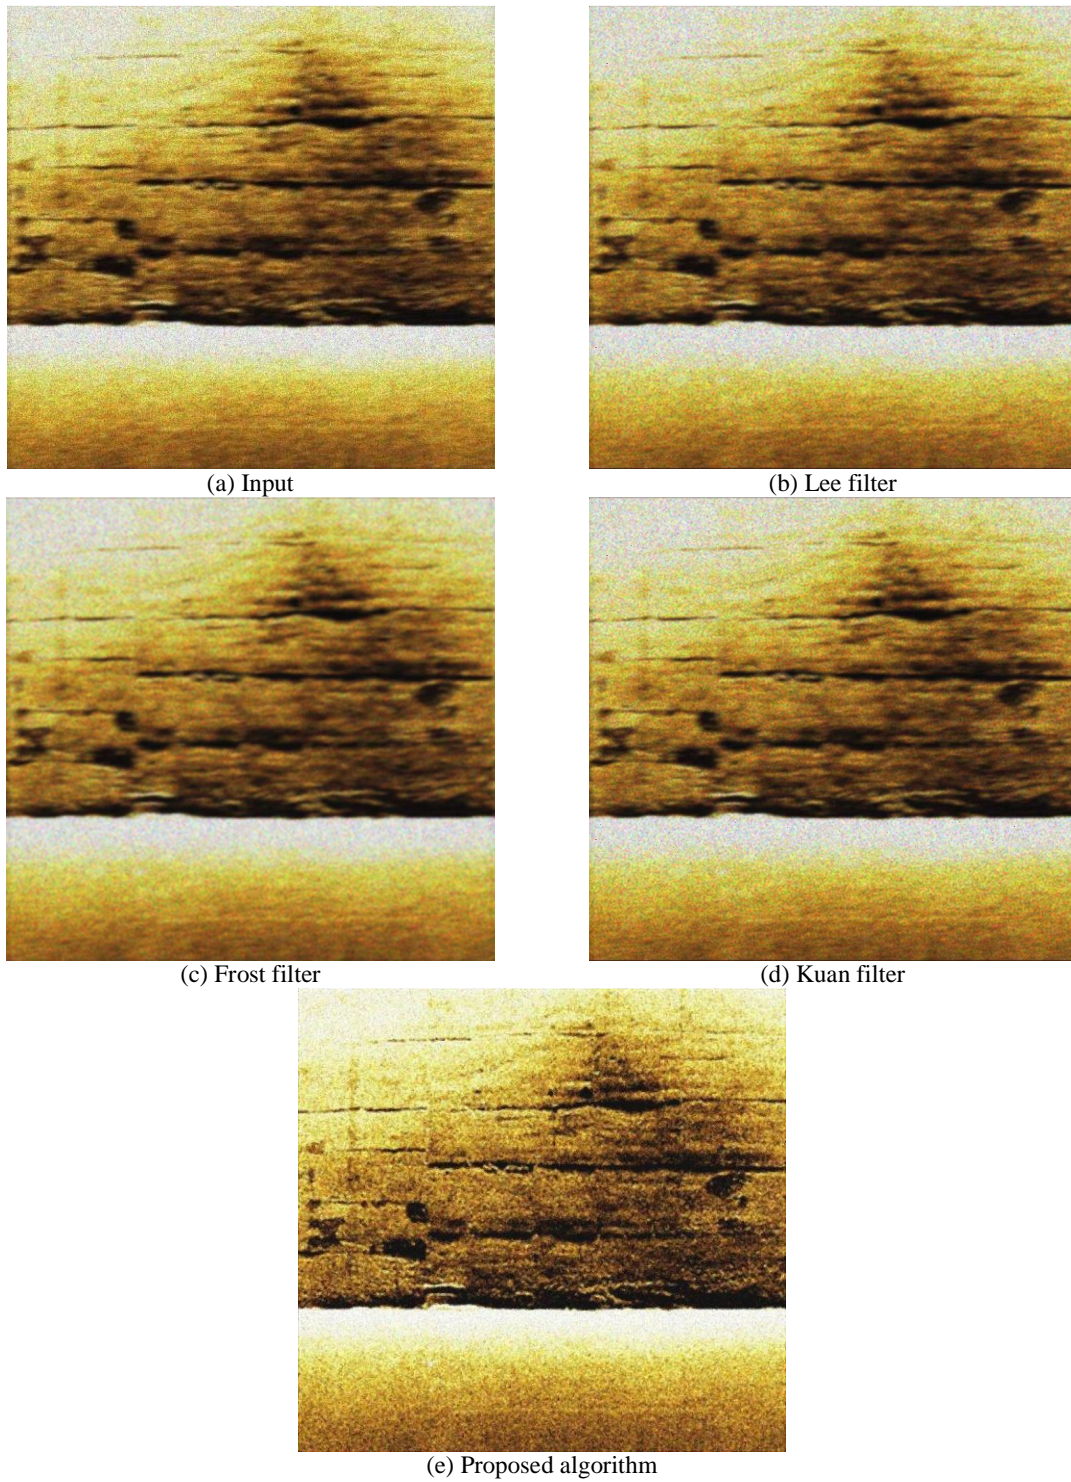 (a) Input
(b) Lee filter
(c) Frost filter
(d) Kuan filter
(e) Proposed algorithm